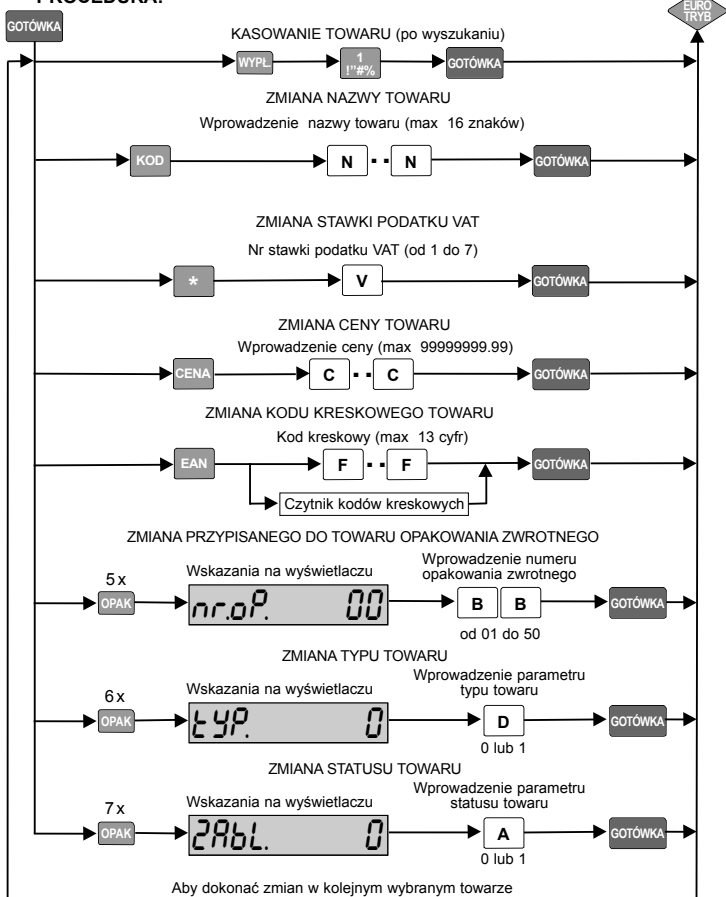 PROCEDURA:
GOTÓWKA
EURO
TRYB
KASOWANIE TOWARU (po wyszukaniu)
WYPŁ. 1 !"#% GOTÓWKA
ZMIANA NAZWY TOWARU
Wprowadzenie nazwy towaru (max 16 znaków)
KOD N . . N GOTÓWKA
ZMIANA STAWKI PODATKU VAT
Nr stawki podatku VAT (od 1 do 7)
* V GOTÓWKA
ZMIANA CENY TOWARU
Wprowadzenie ceny (max 99999999.99)
CENA C . . C GOTÓWKA
ZMIANA KODU KRESKOWEGO TOWARU
Kod kreskowy (max 13 cyfr)
EAN F . . F GOTÓWKA
Czytnik kodów kreskowych
ZMIANA PRZYPISANEGO DO TOWARU OPAKOWANIA ZWROTNEGO
5 x
Wskazania na wyświetlaczu
Wprowadzenie numeru
opakowania zwrotnego
OPAK nr.oP. 00 B B GOTÓWKA
od 01 do 50
ZMIANA TYPU TOWARU
6 x
Wskazania na wyświetlaczu
Wprowadzenie parametru
typu towaru
OPAK tYP. 0 D GOTÓWKA
0 lub 1
ZMIANA STATUSU TOWARU
7 x
Wskazania na wyświetlaczu
Wprowadzenie parametru
statusu towaru
OPAK 2AbL. 0 A GOTÓWKA
0 lub 1
Aby dokonać zmian w kolejnym wybranym towarze